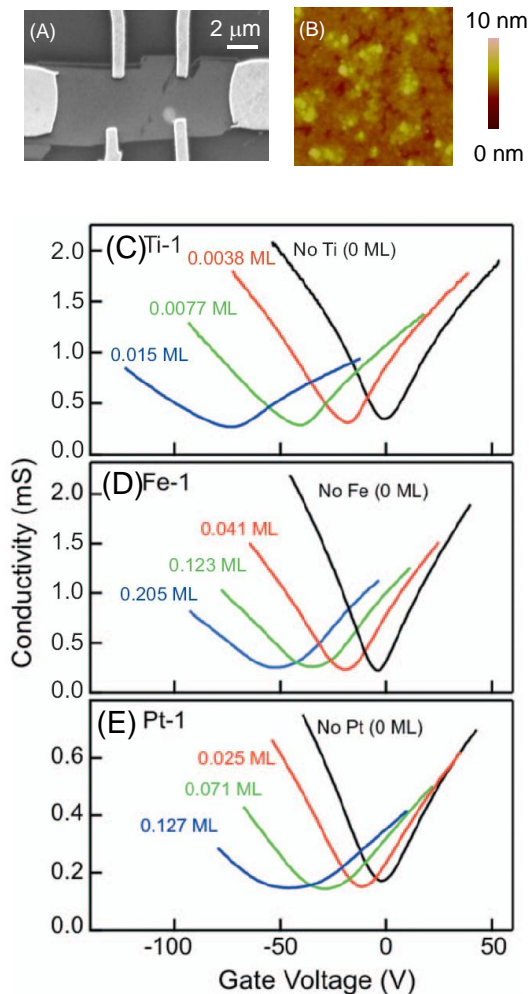 (A)
2 μm
(B)
10 nm
0 nm
(C) Ti-1
No Ti (0 ML)
0.0038 ML
0.0077 ML
0.015 ML
2.0
1.5
1.0
0.5
0.0
(D) Fe-1
No Fe (0 ML)
0.041 ML
0.123 ML
0.205 ML
2.0
1.5
1.0
0.5
0.0
(E) Pt-1
No Pt (0 ML)
0.025 ML
0.071 ML
0.127 ML
0.6
0.4
0.2
0.0
Conductivity (mS)
-100 -50 0 50
Gate Voltage (V)